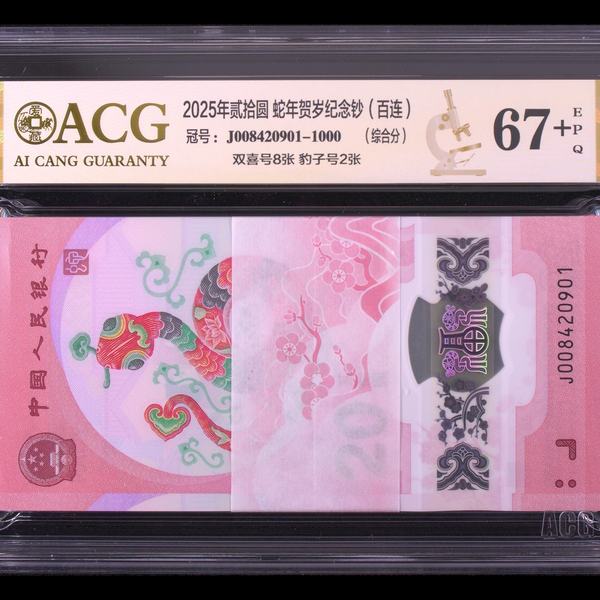 ACG
AI CANG GUARANTY
2025年贰拾圆 蛇年贺岁纪念钞(百连)
冠号:J008420901-1000 (综合分)
双喜号8张 豹子号2张
67+
EPQ
中国人民银行
J008420901
20
ACG